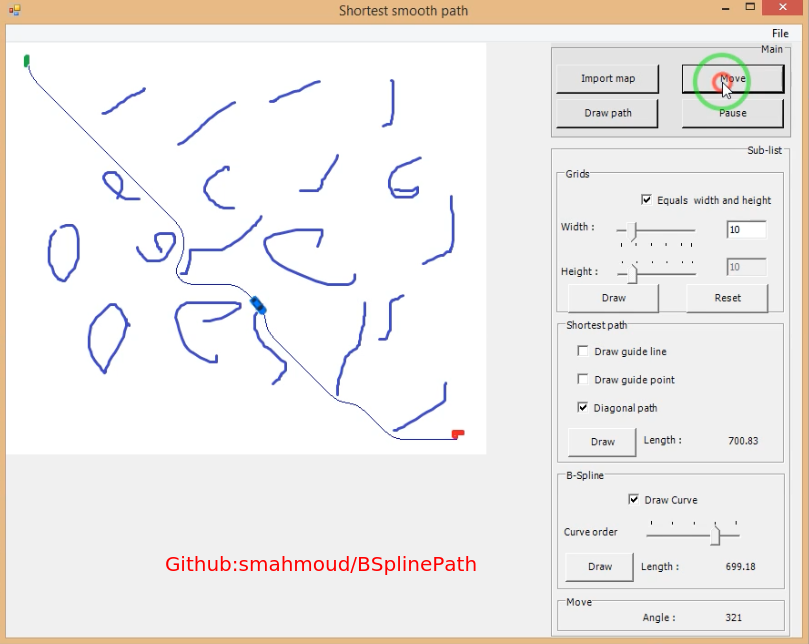 Shortest smooth path
File
Main
Import map
Move
Draw path
Pause
Sub-list
Grids
Equals width and height
Width :
10
Height :
10
Draw
Reset
Shortest path
Draw guide line
Draw guide point
Diagonal path
Draw
Length :
700.83
B-Spline
Draw Curve
Curve order
Draw
Length :
699.18
Move
Angle :
321
Github:smahmoud/BSplinePath